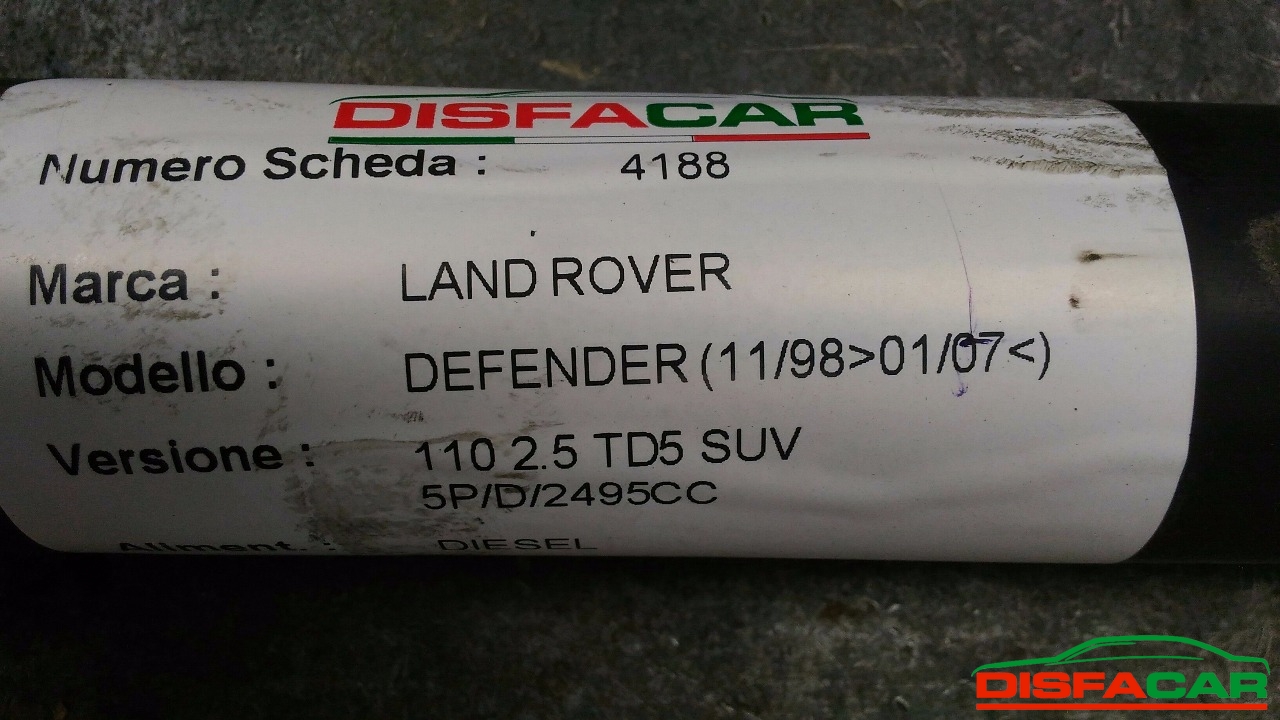 DISFACAR
Numero Scheda : 4188
Marca : LAND ROVER
Modello : DEFENDER (11/98>01/07<)
Versione : 110 2.5 TD5 SUV
5P/D/2495CC
Aliment. : DIESEL
DISFACAR